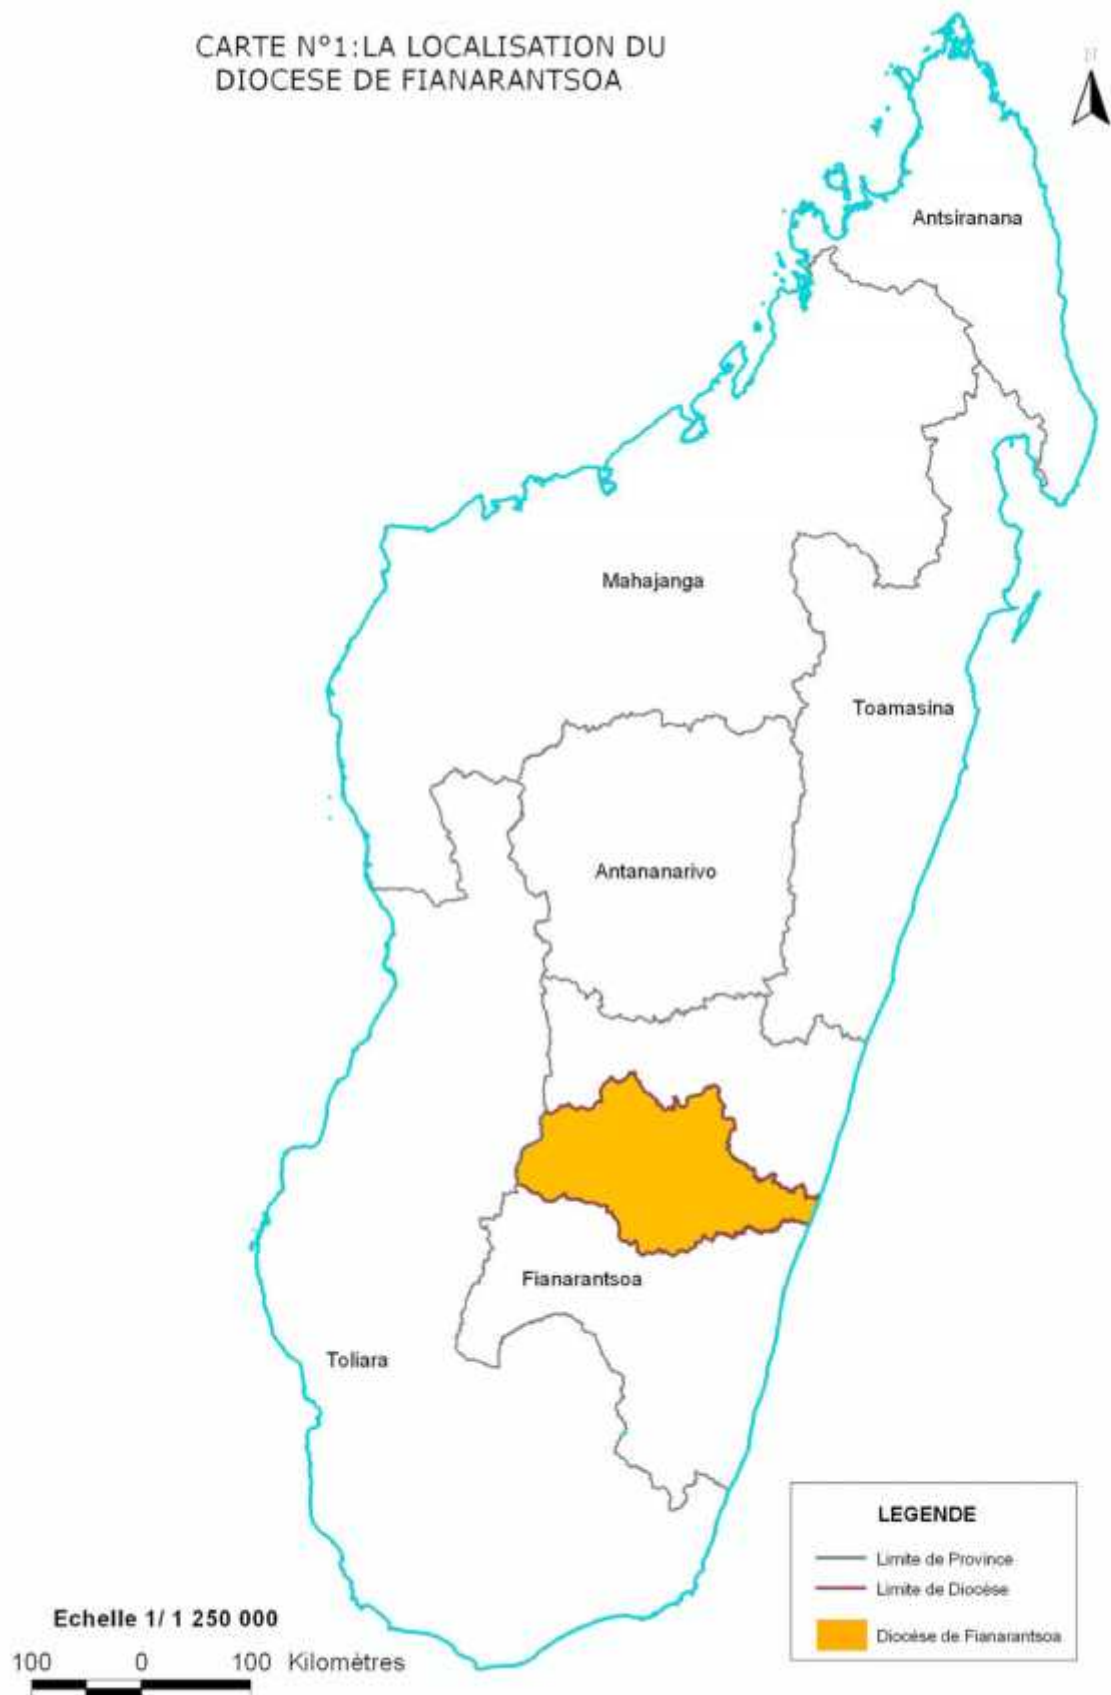 CARTE N°1:LA LOCALISATION DU
DIOCESE DE FIANARANTSOA
N
Antsiranana
Mahajanga
Toamasina
Antananarivo
Fianarantsoa
Toliara
LEGENDE
Limite de Province
Limite de Diocèse
Diocèse de Fianarantsoa
Echelle 1/ 1 250 000
100 0 100 Kilomètres